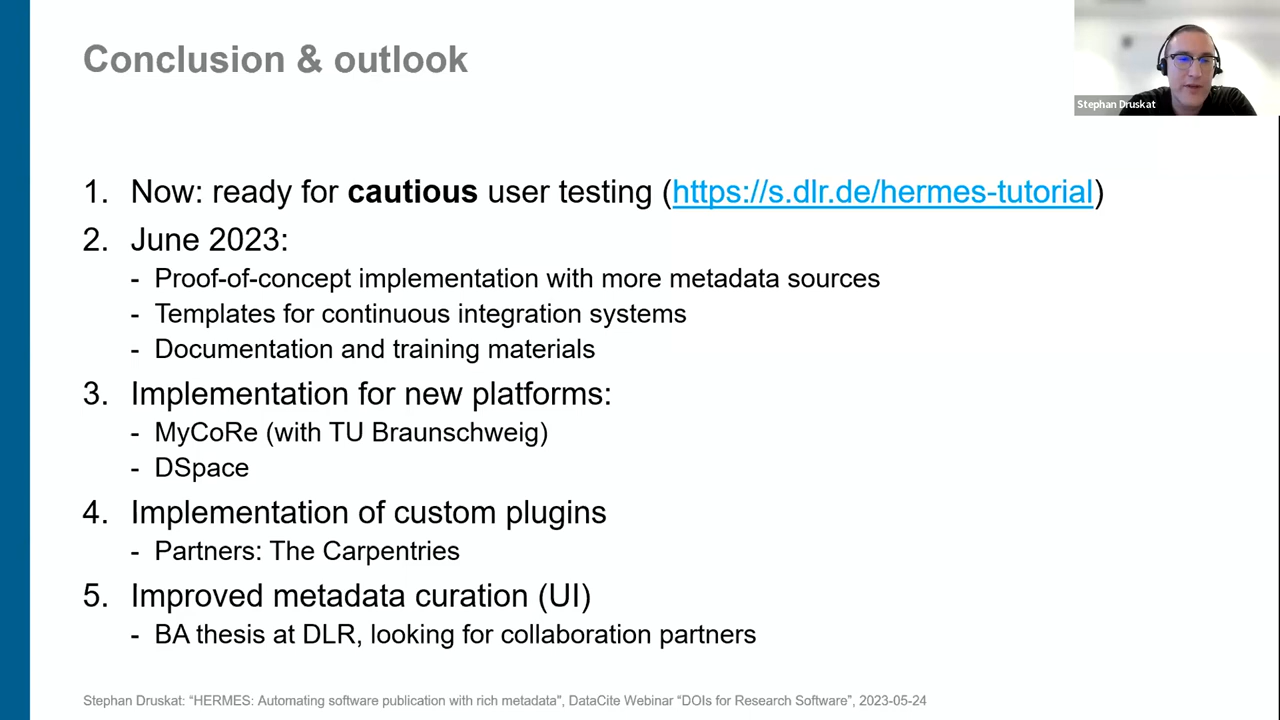 Conclusion & outlook
Stephan Druskat
1. Now: ready for cautious user testing (https://s.dlr.de/hermes-tutorial)
2. June 2023:
- Proof-of-concept implementation with more metadata sources
- Templates for continuous integration systems
- Documentation and training materials
3. Implementation for new platforms:
- MyCoRe (with TU Braunschweig)
- DSpace
4. Implementation of custom plugins
- Partners: The Carpentries
5. Improved metadata curation (UI)
- BA thesis at DLR, looking for collaboration partners
Stephan Druskat: “HERMES: Automating software publication with rich metadata”, DataCite Webinar “DOIs for Research Software”, 2023-05-24